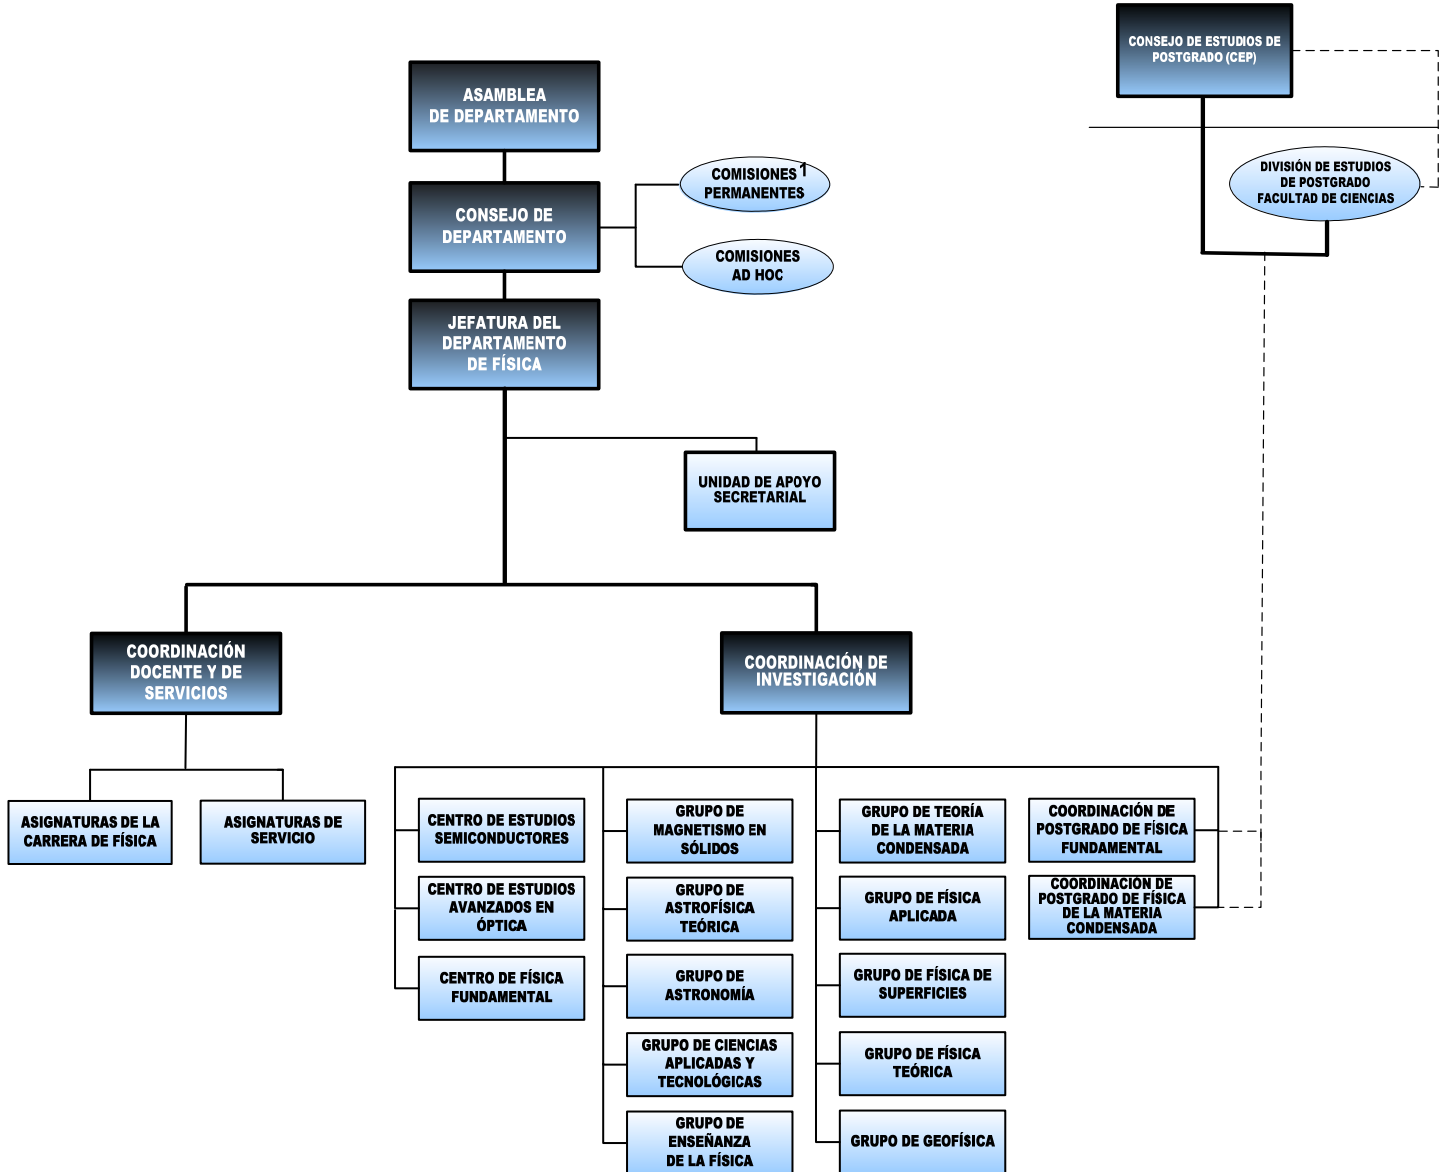 CONSEJO DE ESTUDIOS DE
POSTGRADO (CEP)
ASAMBLEA
DE DEPARTAMENTO
DIVISIÓN DE ESTUDIOS
DE POSTGRADO
FACULTAD DE CIENCIAS
COMISIONES 1
PERMANENTES
CONSEJO DE
DEPARTAMENTO
COMISIONES
AD HOC
JEFATURA DEL
DEPARTAMENTO
DE FÍSICA
UNIDAD DE APOYO
SECRETARIAL
COORDINACIÓN
DOCENTE Y DE
SERVICIOS
COORDINACIÓN DE
INVESTIGACIÓN
ASIGNATURAS DE LA
CARRERA DE FÍSICA
ASIGNATURAS DE
SERVICIO
CENTRO DE ESTUDIOS
SEMICONDUCTORES
CENTRO DE ESTUDIOS
AVANZADOS EN
ÓPTICA
CENTRO DE FÍSICA
FUNDAMENTAL
GRUPO DE
MAGNETISMO EN
SÓLIDOS
GRUPO DE
ASTROFÍSICA
TEÓRICA
GRUPO DE
ASTRONOMÍA
GRUPO DE CIENCIAS
APLICADAS Y
TECNOLÓGICAS
GRUPO DE
ENSEÑANZA
DE LA FÍSICA
GRUPO DE TEORÍA
DE LA MATERIA
CONDENSADA
GRUPO DE FÍSICA
APLICADA
GRUPO DE FÍSICA DE
SUPERFICIES
GRUPO DE FÍSICA
TEÓRICA
GRUPO DE GEOFÍSICA
COORDINACIÓN DE
POSTGRADO DE FÍSICA
FUNDAMENTAL
COORDINACIÓN DE
POSTGRADO DE FÍSICA
DE LA MATERIA
CONDENSADA